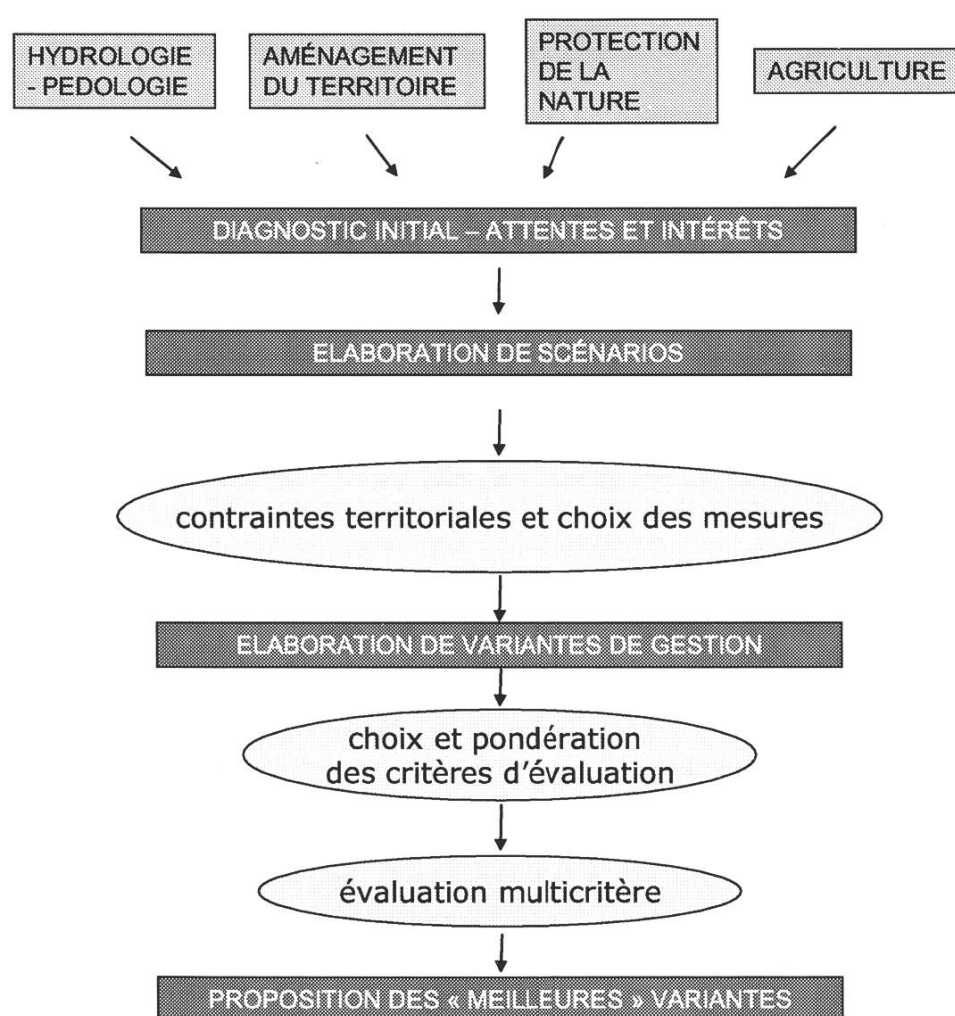 HYDROLOGIE
- PEDOLOGIE
AMÉNAGEMENT
DU TERRITOIRE
PROTECTION
DE LA
NATURE
AGRICULTURE
DIAGNOSTIC INITIAL – ATTENTES ET INTÉRÊTS
ELABORATION DE SCÉNARIOS
contraintes territoriales et choix des mesures
ELABORATION DE VARIANTES DE GESTION
choix et pondération
des critères d'évaluation
évaluation multicritère
PROPOSITION DES « MEILLEURES » VARIANTES